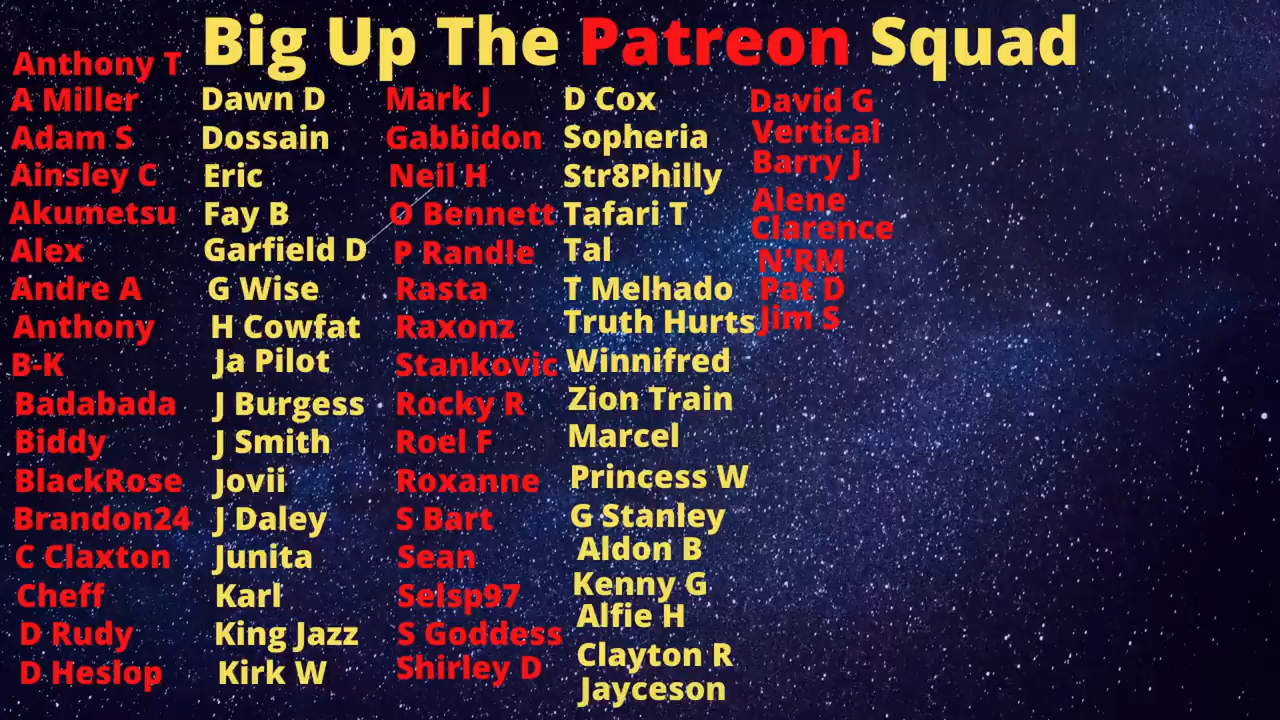 Big Up The Patreon Squad
Anthony T
A Miller
Adam S
Ainsley C
Akumetsu
Alex
Andre A
Anthony
B-K
Badabada
Biddy
BlackRose
Brandon24
C Claxton
Cheff
D Rudy
D Heslop
Dawn D
Dossain
Eric
Fay B
Garfield D
G Wise
H Cowfat
Ja Pilot
J Burgess
J Smith
Jovii
J Daley
Junita
Karl
King Jazz
Kirk W
Mark J
Gabbidon
Neil H
O Bennett
P Randle
Rasta
Raxonz
Stankovic
Rocky R
Roel F
Roxanne
S Bart
Sean
Selsp97
S Goddess
Shirley D
D Cox
Sopheria
Str8Philly
Tafari T
Tal
T Melhado
Truth Hurts
Winnifred
Zion Train
Marcel
Princess W
G Stanley
Aldon B
Kenny G
Alfie H
Clayton R
Jayceson
David G
Vertical
Barry J
Alene
Clarence
N'RM
Pat D
Jim S